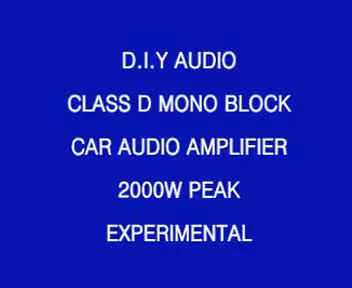 D.I.Y AUDIO
CLASS D MONO BLOCK
CAR AUDIO AMPLIFIER
2000W PEAK
EXPERIMENTAL